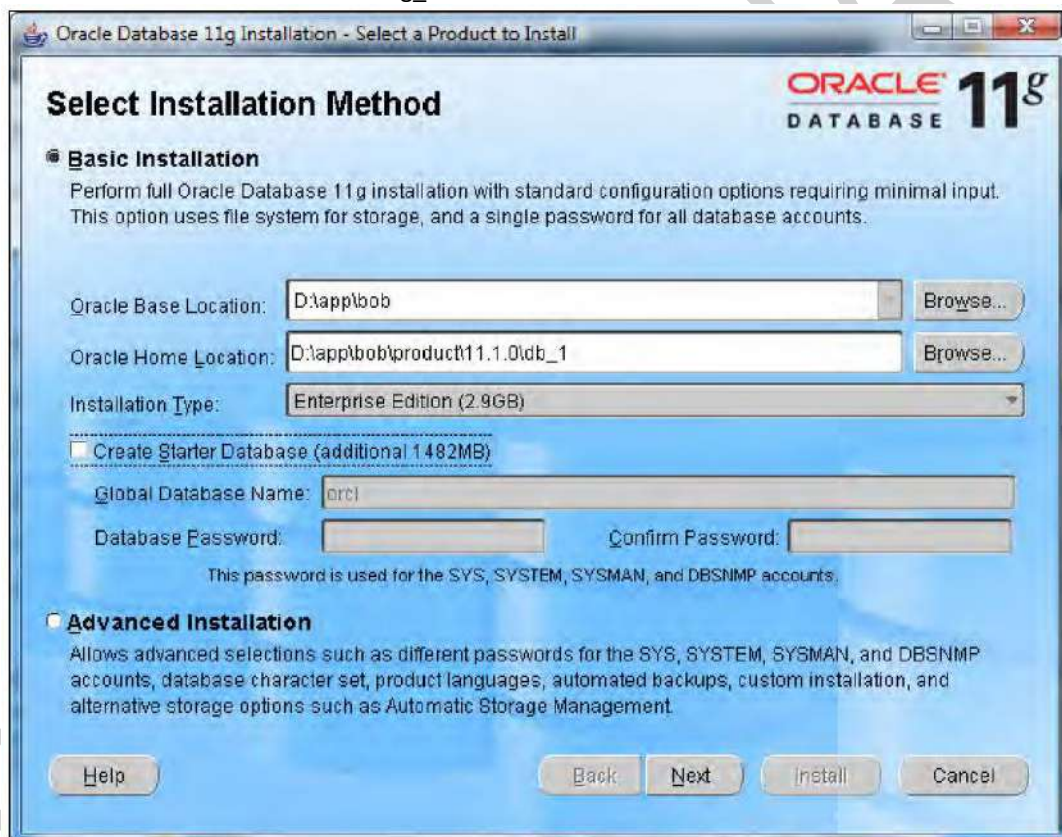 Oracle Database 11g Installation - Select a Product to Install
Select Installation Method
ORACLE 11g
DATABASE
Basic Installation
Perform full Oracle Database 11g installation with standard configuration options requiring minimal input.
This option uses file system for storage, and a single password for all database accounts.
Oracle Base Location: D:\app\bob Browse...
Oracle Home Location: D:\app\bob\product\11.1.0\db_1 Browse...
Installation Type: Enterprise Edition (2.9GB)
Create Starter Database (additional 1482MB)
Global Database Name: orcl
Database Password: Confirm Password:
This password is used for the SYS, SYSTEM, SYSMAN, and DBSNMP accounts.
Advanced Installation
Allows advanced selections such as different passwords for the SYS, SYSTEM, SYSMAN, and DBSNMP
accounts, database character set, product languages, automated backups, custom installation, and
alternative storage options such as Automatic Storage Management.
Help Back Next Install Cancel